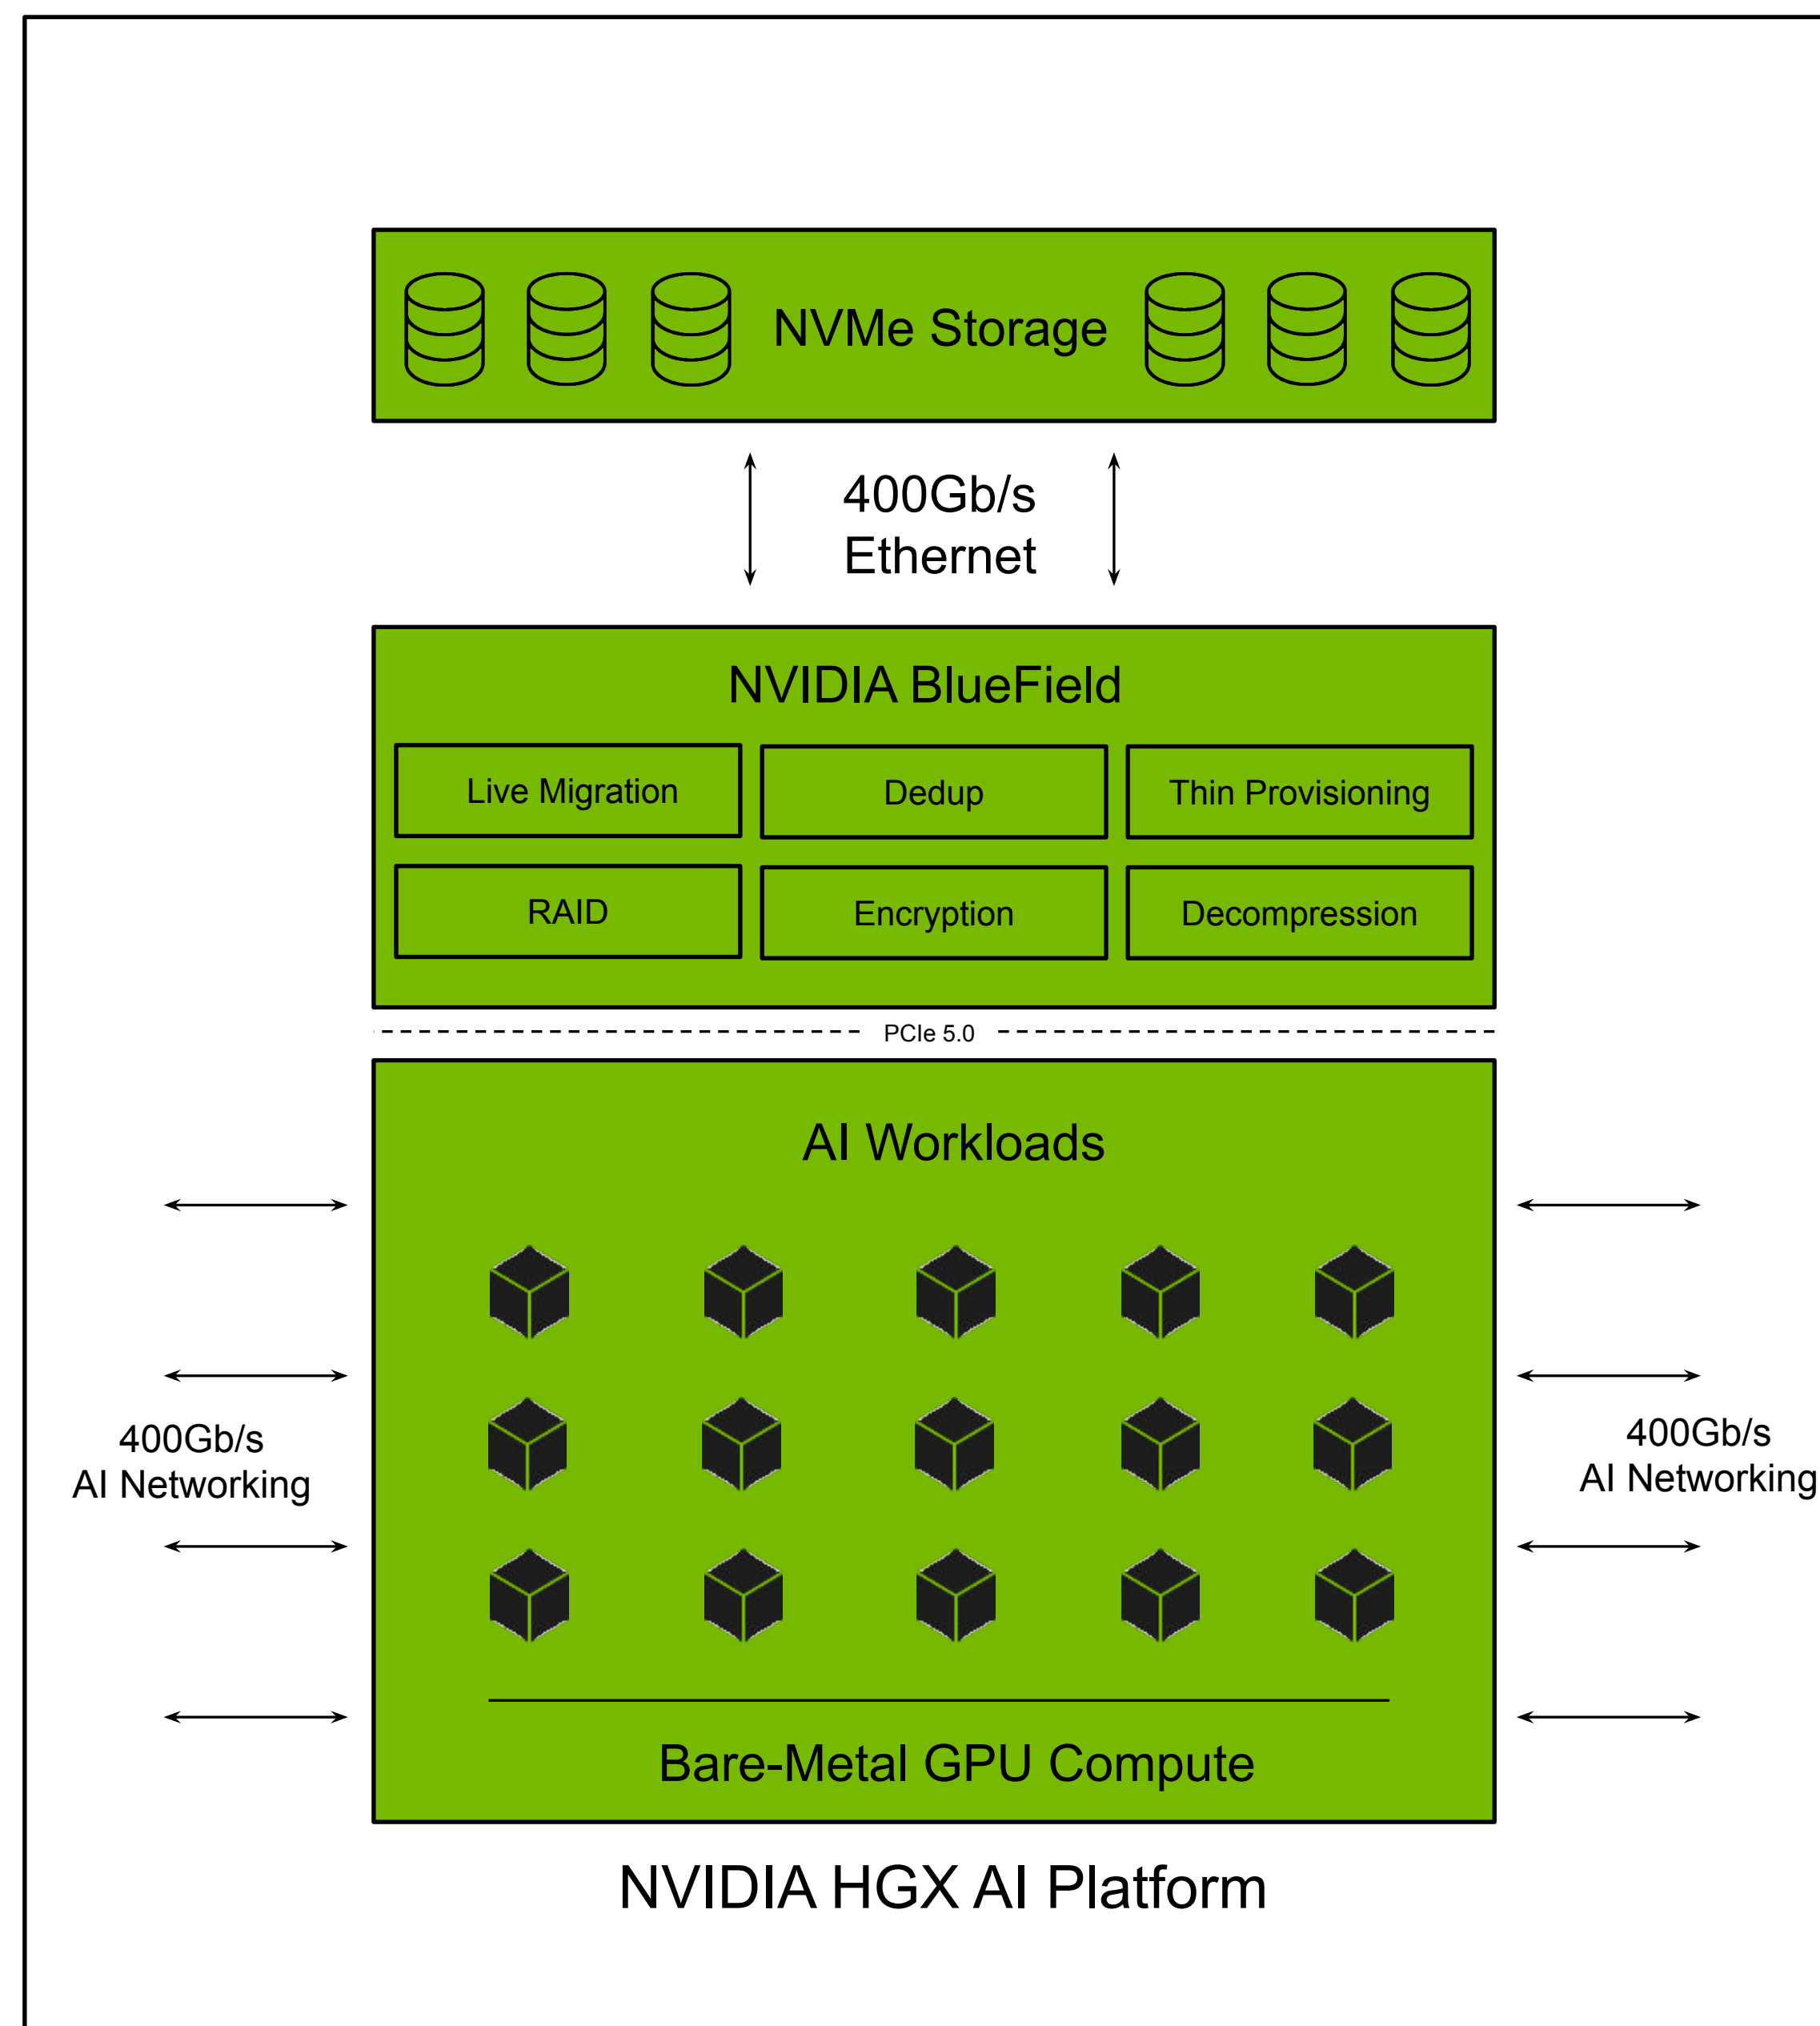 NVMe Storage
400Gb/s
Ethernet
NVIDIA BlueField
Live Migration
Dedup
Thin Provisioning
RAID
Encryption
Decompression
PCIe 5.0
AI Workloads
400Gb/s
AI Networking
400Gb/s
AI Networking
Bare-Metal GPU Compute
NVIDIA HGX AI Platform